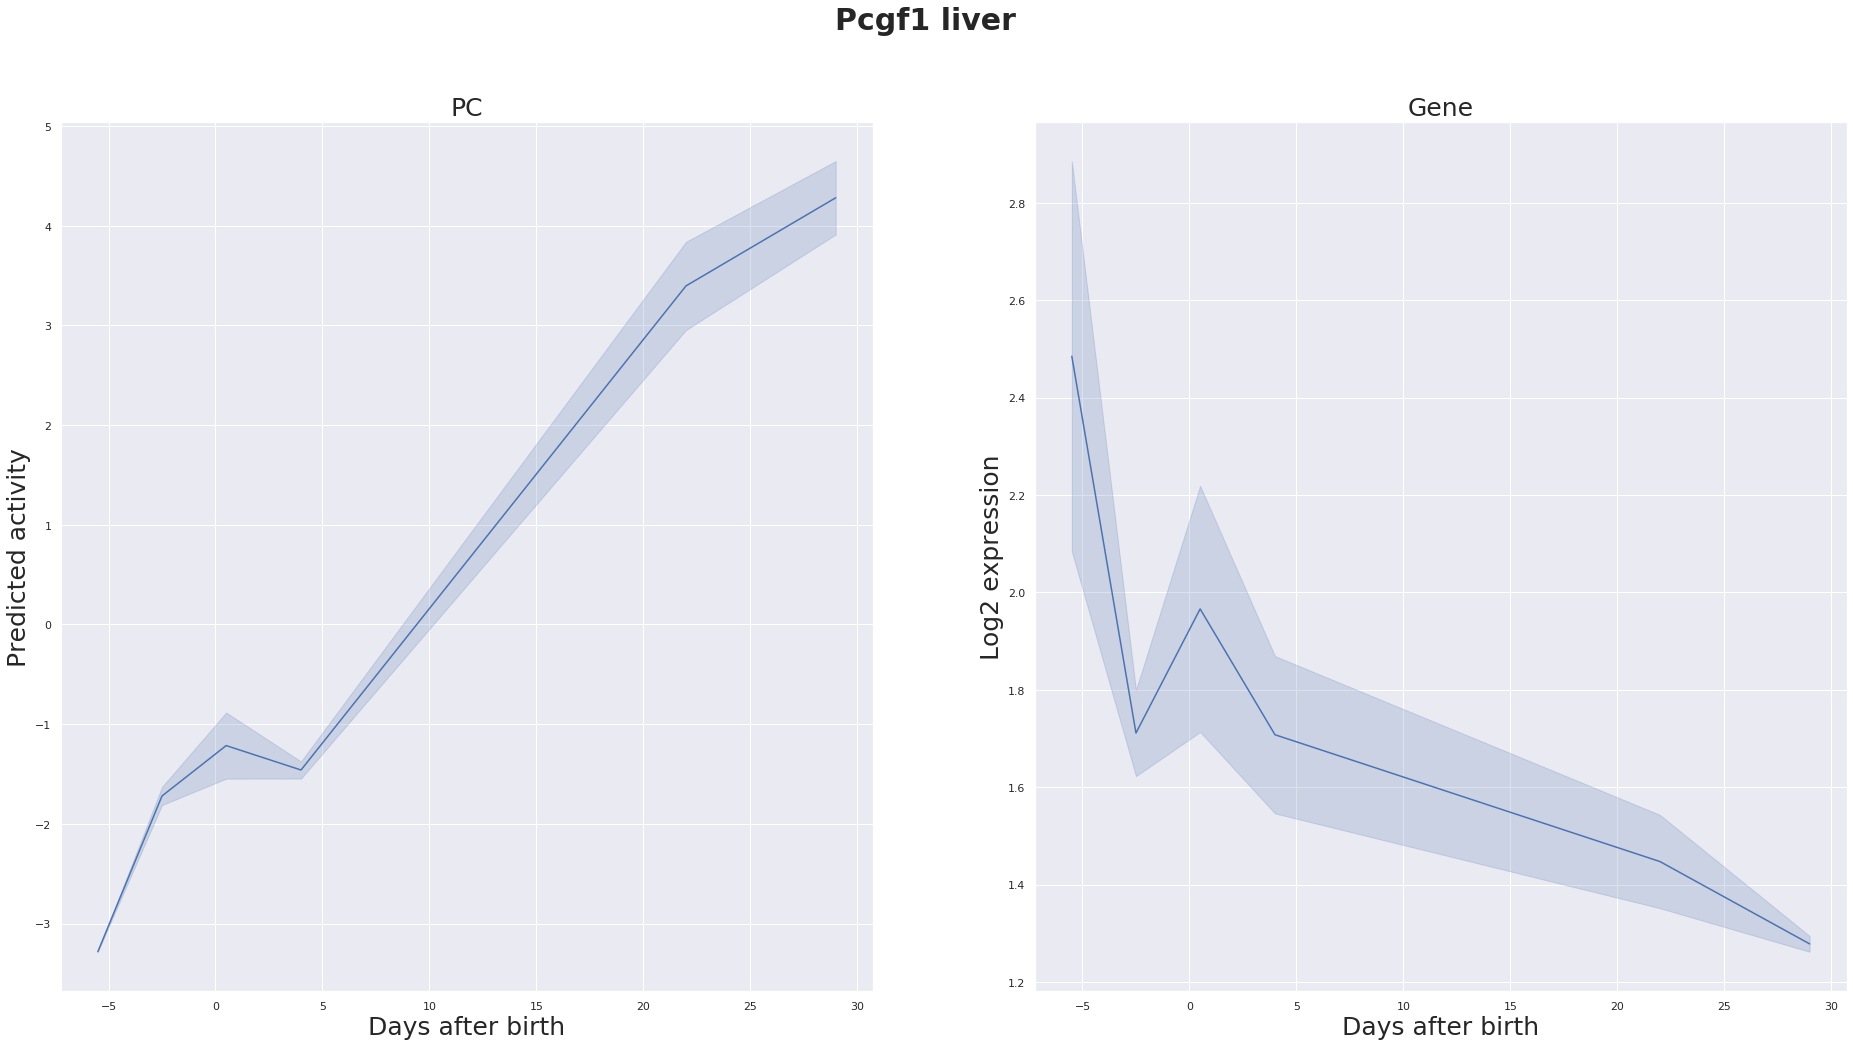 Pcgf1 liver
PC
5
4
3
2
1
0
−1
−2
−3
Predicted activity
−5 0 5 10 15 20 25 30
Days after birth
Gene
2.8
2.6
2.4
2.2
2.0
1.8
1.6
1.4
1.2
Log2 expression
−5 0 5 10 15 20 25 30
Days after birth